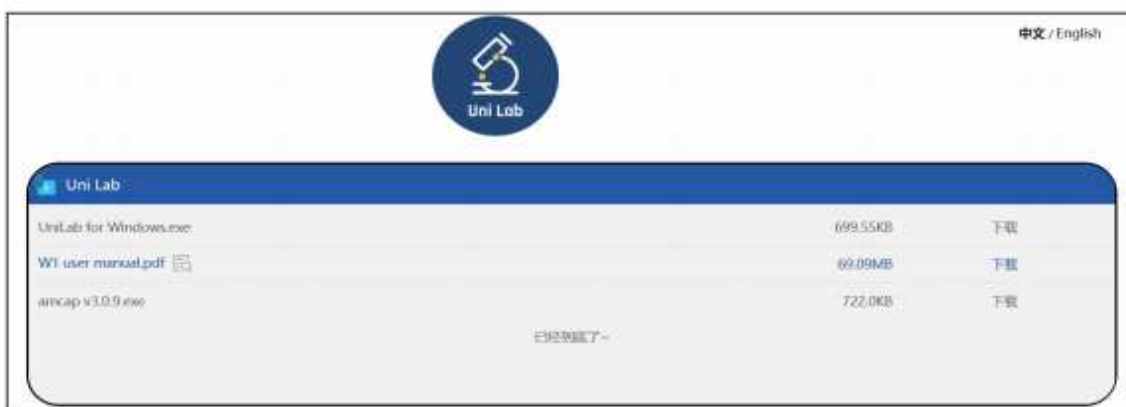 中文 / English
Uni Lab
Uni Lab
UniLab for Windows.exe 699.55KB 下载
W1 user manual.pdf 69.09MB 下载
amcap v3.0.9.exe 722.0KB 下载
已经到底了~